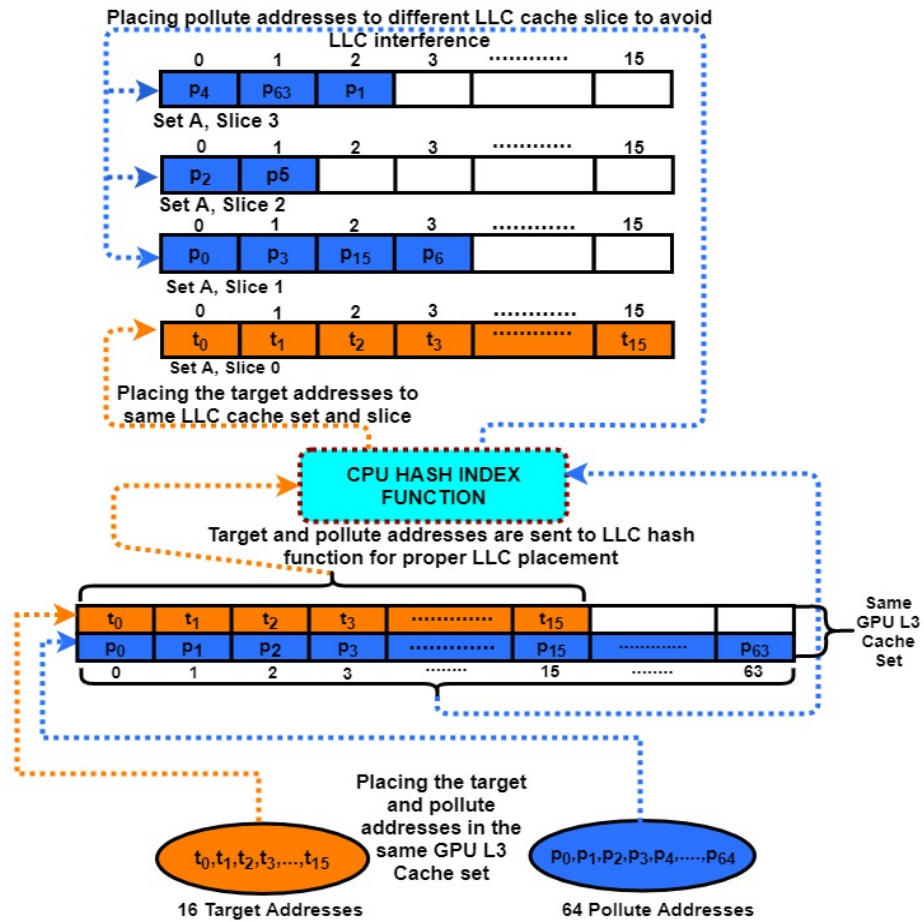 Placing pollute addresses to different LLC cache slice to avoid
LLC interference
0 1 2 3 ············ 15
p4 p63 p1
Set A, Slice 3
0 1 2 3 ············ 15
p2 p5
Set A, Slice 2
0 1 2 3 ············ 15
p0 p3 p15 p6
Set A, Slice 1
0 1 2 3 ············ 15
t0 t1 t2 t3 ············ t15
Set A, Slice 0
Placing the target addresses to
same LLC cache set and slice
CPU HASH INDEX
FUNCTION
Target and pollute addresses are sent to LLC hash
function for proper LLC placement
t0 t1 t2 t3 ············ t15
p0 p1 p2 p3 ············ p15 ············ p63
0 1 2 3 ········ 15 ········ 63
Same
GPU L3
Cache
Set
Placing the target
and pollute
addresses in the
same GPU L3
Cache set
t0,t1,t2,t3,...,t15
16 Target Addresses
p0,p1,p2,p3,p4,.....,p64
64 Pollute Addresses